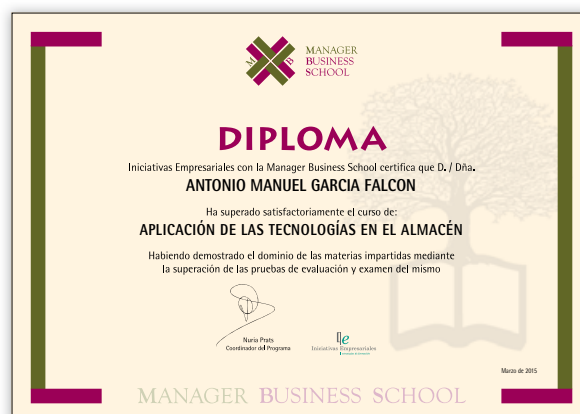 M B
MANAGER
BUSINESS
SCHOOL
DIPLOMA
Iniciativas Empresariales con la Manager Business School certifica que D. / Dña.
ANTONIO MANUEL GARCIA FALCON
Ha superado satisfactoriamente el curso de:
APLICACIÓN DE LAS TECNOLOGÍAS EN EL ALMACÉN
Habiendo demostrado el dominio de las materias impartidas mediante
la superación de las pruebas de evaluación y examen del mismo
Nuria Prats
Coordinador del Programa
Ie
Iniciativas Empresariales
Marzo de 2015
MANAGER BUSINESS SCHOOL